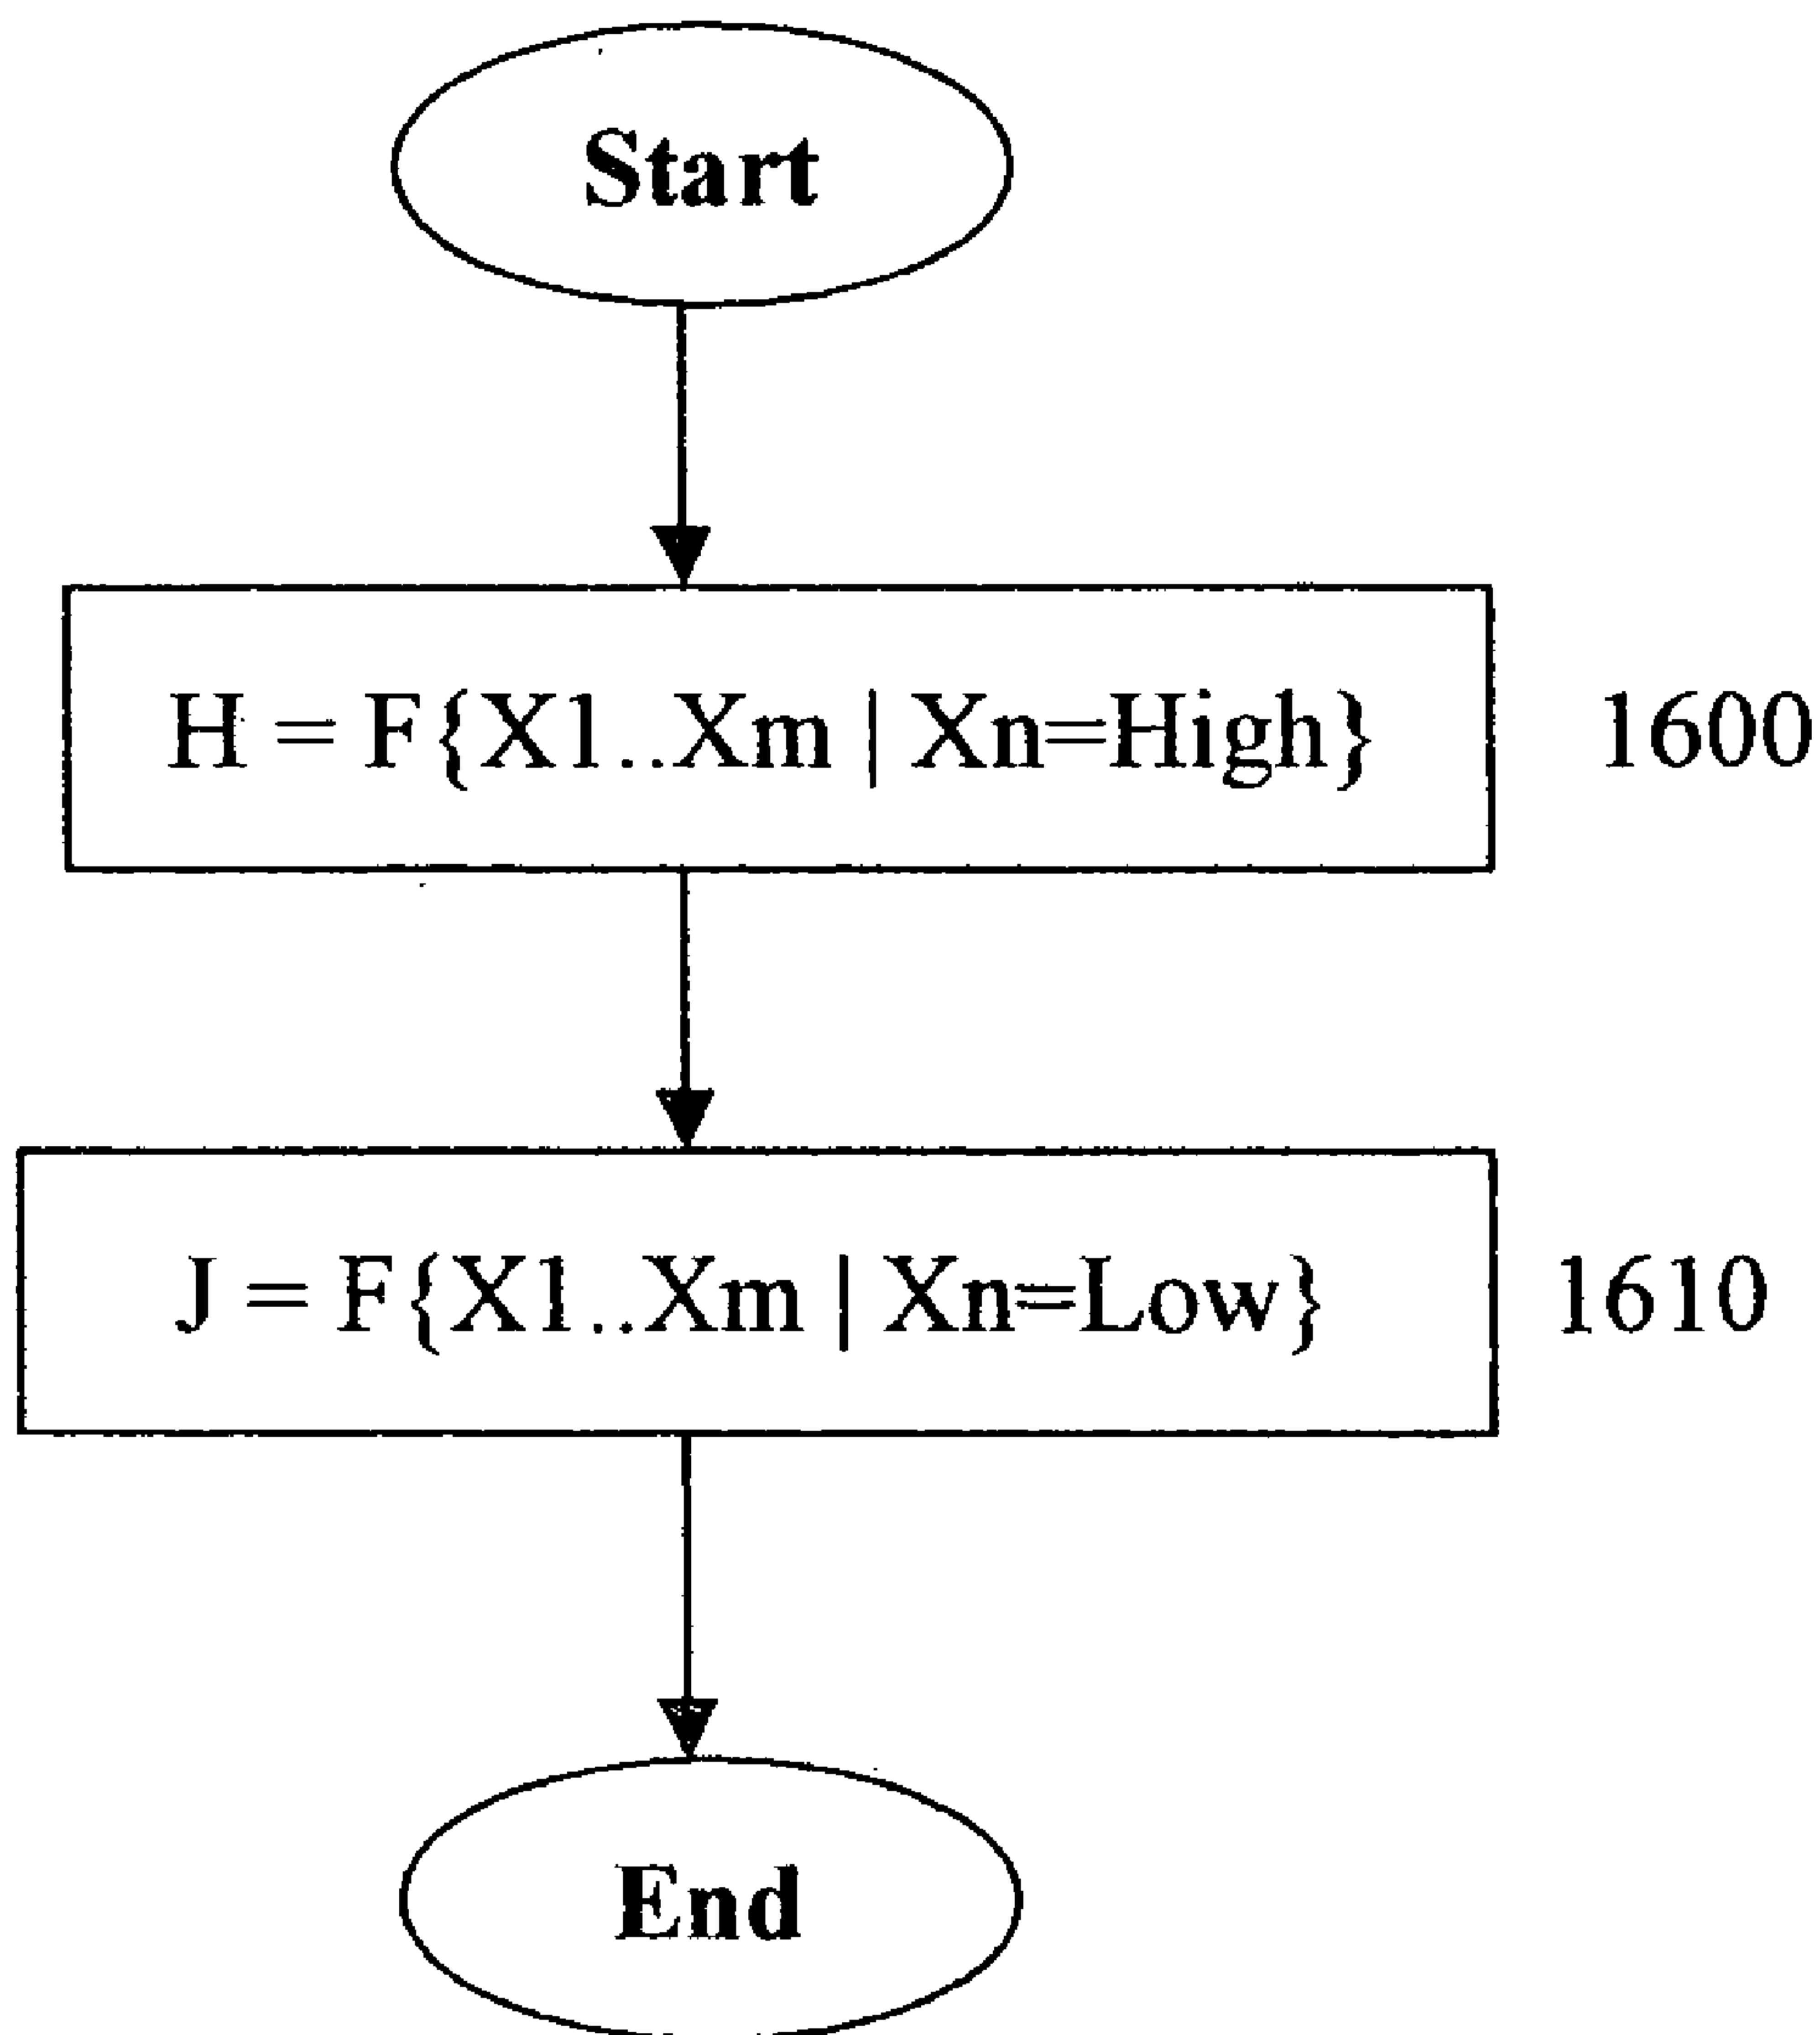 Start
H = F{X1..Xm | Xn=High} 1600
J = F{X1..Xm | Xn=Low} 1610
End